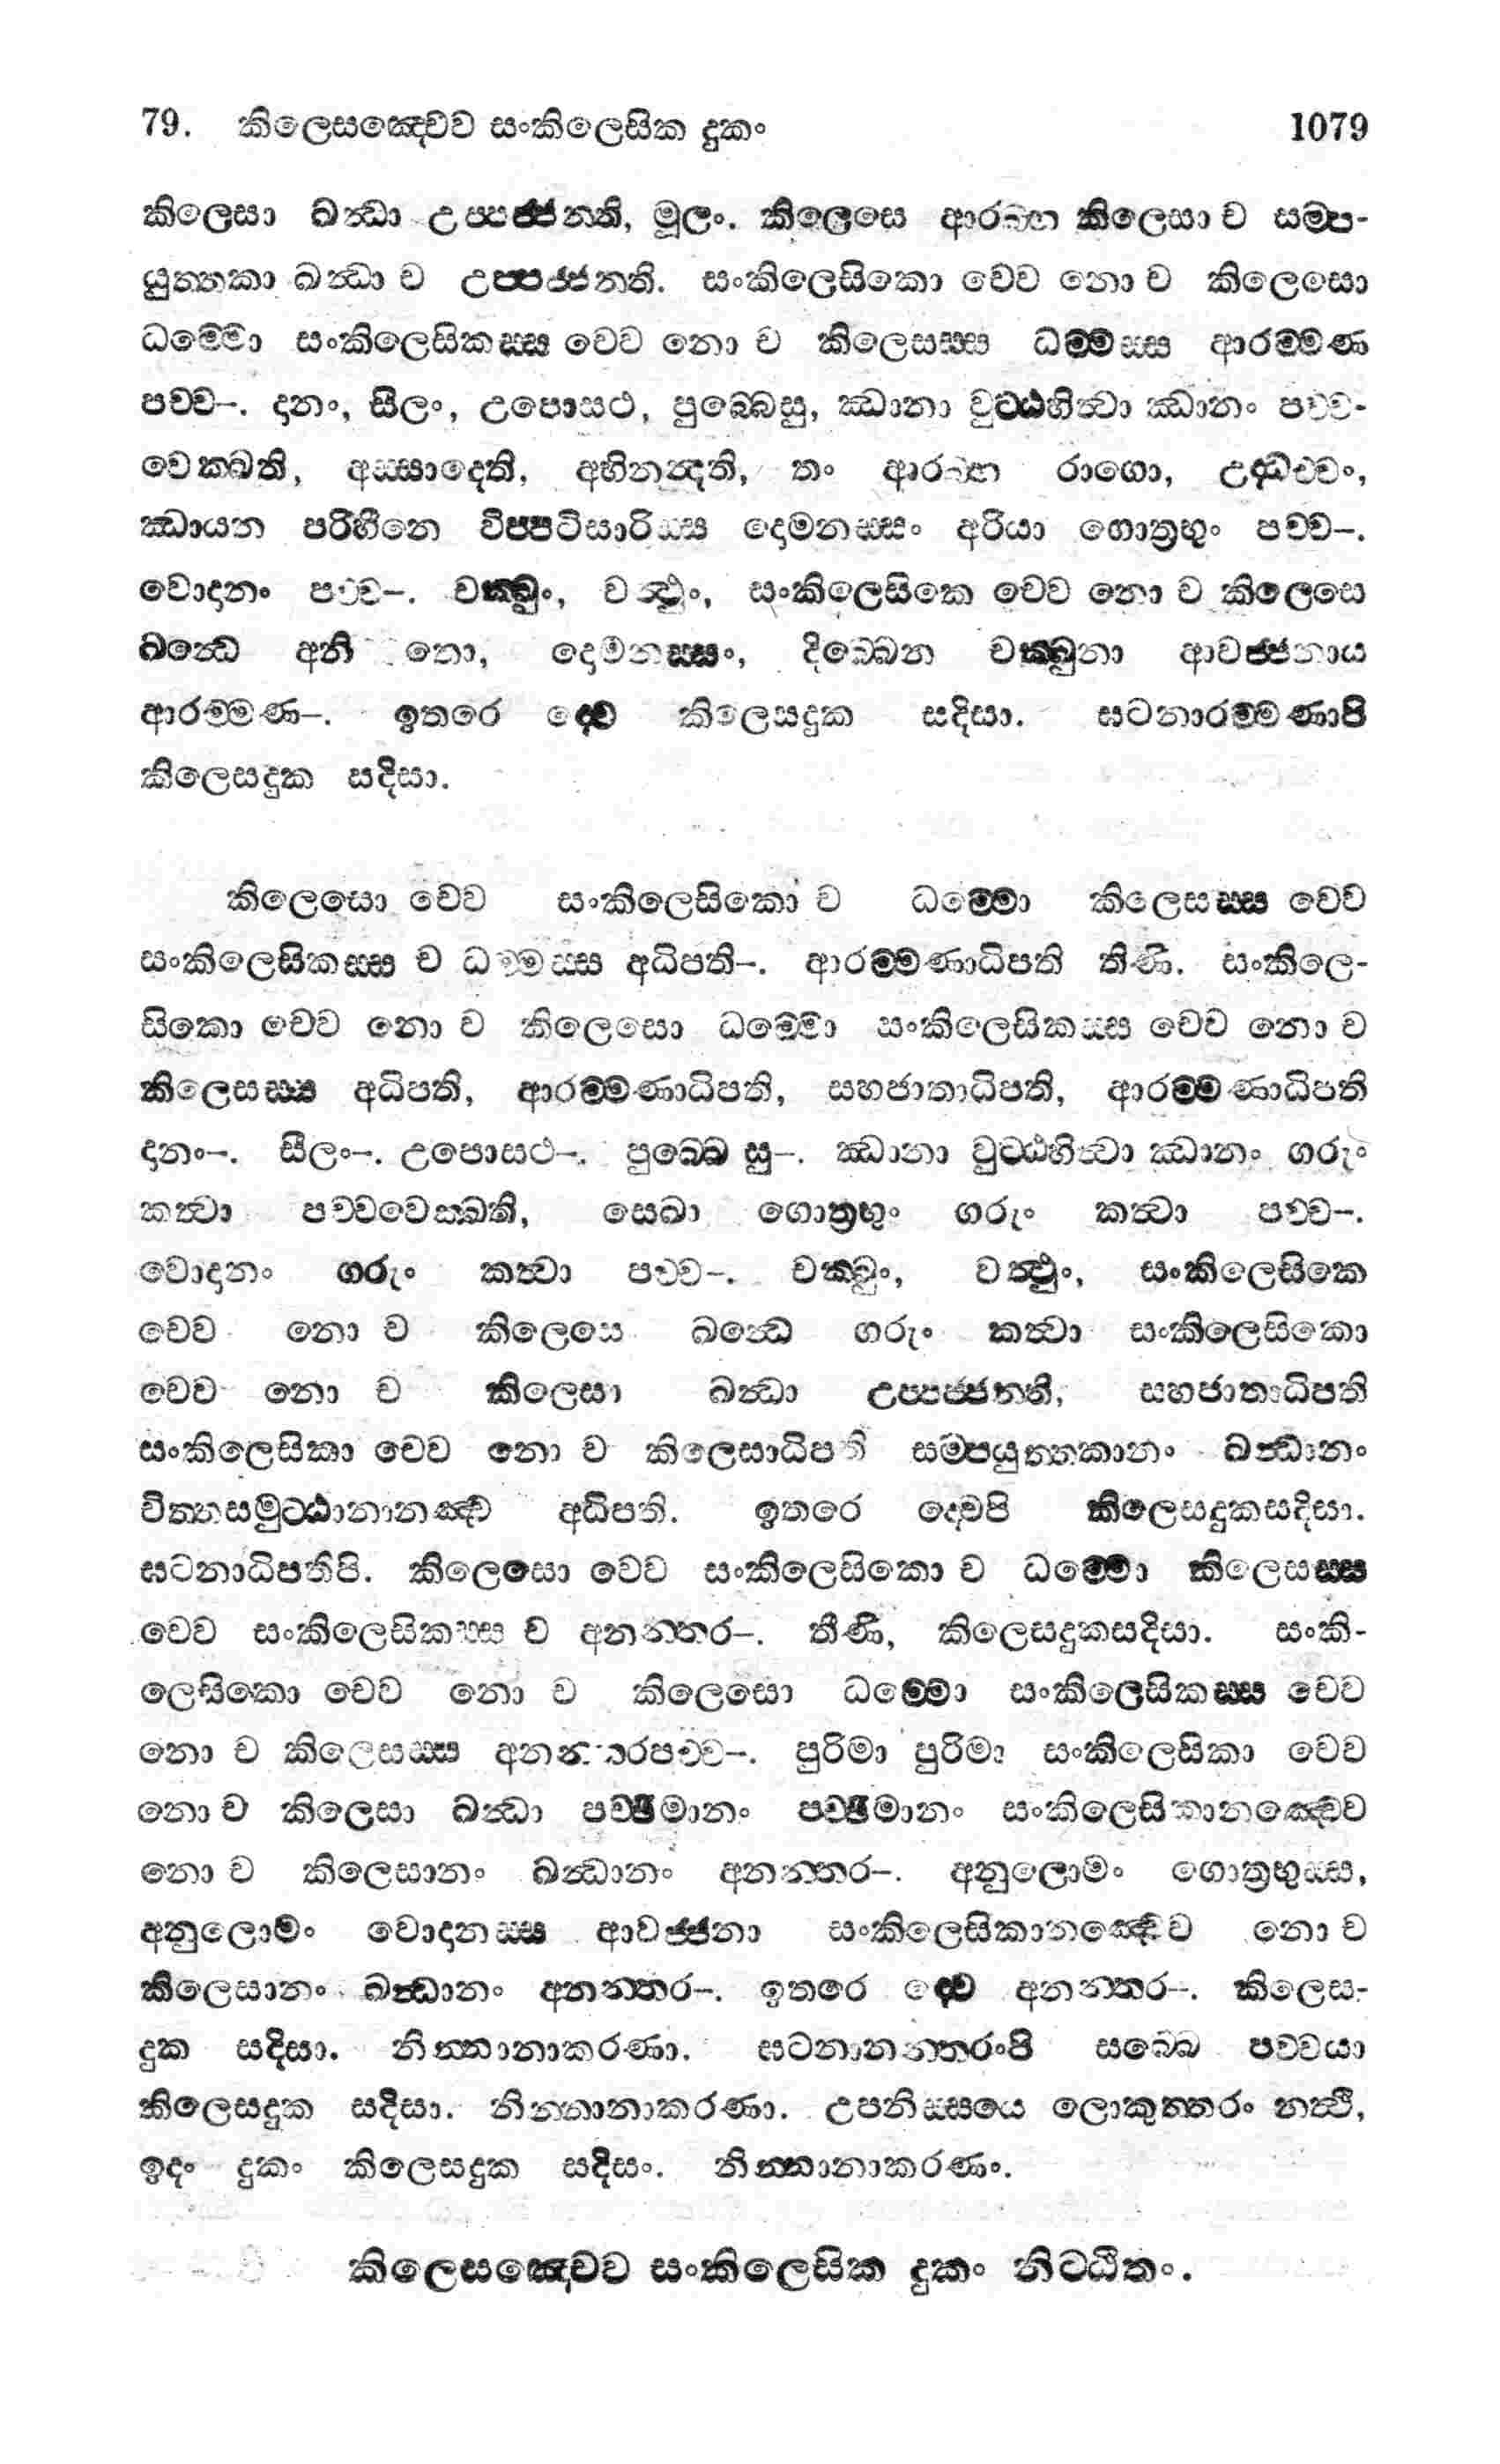 79. කිලෙසඤ්චෙව සංකිලෙසික දුකං 1079
කිලෙසා ඛන්ධා උප්පජ්ජන්ති, මූලං. කිලෙසෙ ආරබ්භ කිලෙසා ච සම්ප-
යුත්තකා ඛන්ධා ච උප්පජ්ජන්ති. සංකිලෙසිකො චෙව නො ච කිලෙසො
ධම්මො සංකිලෙසිකස්ස චෙව නො ච කිලෙසස්ස ධම්මස්ස ආරම්මණ
පච්ච–. දානං, සීලං, උපොසථ, පුබ්බෙසු, ඣානා වුට්ඨහිත්වා ඣානං පච්ච-
වෙක්ඛති, අස්සාදෙති, අභිනන්දති, තං ආරබ්භ රාගො, උද්ධච්චං,
ඣායන පරිහීනෙ විප්පටිසාරිස්ස දොමනස්සං අරියා ගොත්‍රභුං පච්ච–.
වොදානං පච්ච–. චක්ඛුං, වත්ථුං, සංකිලෙසිකෙ චෙව නො ච කිලෙසෙ
ඛන්ධෙ අනි තො, දොමනස්සං, දිබ්බෙන චක්ඛුනා ආවජ්ජනාය
ආරම්මණ–. ඉතරෙ ද්වෙ කිලෙසදුක සදිසා. ඝටනාරම්මණාපි
කිලෙසදුක සදිසා.
කිලෙසො චෙව සංකිලෙසිකො ච ධම්මො කිලෙසස්ස චෙව
සංකිලෙසිකස්ස ච ධම්මස්ස අධිපති–. ආරම්මණාධිපති තිණි. සංකිලෙ-
සිකො චෙව නො ච කිලෙසො ධම්මො සංකිලෙසිකස්ස චෙව නො ච
කිලෙසස්ස අධිපති, ආරම්මණාධිපති, සහජාතාධිපති, ආරම්මණාධිපති
දානං–. සීලං–. උපොසථ–. පුබ්බෙ සු–. ඣානා වුට්ඨහිත්වා ඣානං ගරුං
කත්වා පච්චවෙක්ඛති, සෙඛා ගොත්‍රභුං ගරුං කත්වා පච්ච–.
වොදානං ගරුං කත්වා පච්ච–. චක්ඛුං, වත්ථුං, සංකිලෙසිකෙ
චෙව නො ච කිලෙසෙ ඛන්ධෙ ගරුං කත්වා සංකිලෙසිකො
චෙව නො ච කිලෙසා ඛන්ධා උප්පජ්ජන්ති, සහජාතාධිපති
සංකිලෙසිකා චෙව නො ච කිලෙසාධිපති සම්පයුත්තකානං ඛන්ධානං
චිත්තසමුට්ඨානානඤ්ච අධිපති. ඉතරෙ ද්වෙපි කිලෙසදුකසදිසා.
ඝටනාධිපතිපි. කිලෙසො චෙව සංකිලෙසිකො ච ධම්මො කිලෙසස්ස
චෙව සංකිලෙසිකස්ස ච අනන්තර–. තීණි, කිලෙසදුකසදිසා. සංකි-
ලෙසිකො චෙව නො ච කිලෙසො ධම්මො සංකිලෙසිකස්ස චෙව
නො ච කිලෙසස්ස අනන්තරපච්ච–. පුරිමා පුරිමා සංකිලෙසිකා චෙව
නො ච කිලෙසා ඛන්ධා පච්ඡිමානං පච්ඡිමානං සංකිලෙසිකානඤ්චෙව
නො ච කිලෙසානං ඛන්ධානං අනන්තර–. අනුලොමං ගොත්‍රභුස්ස,
අනුලොමං වොදානස්ස ආවජ්ජනා සංකිලෙසිකානඤ්චෙව නො ච
කිලෙසානං ඛන්ධානං අනන්තර–. ඉතරෙ ද්වෙ අනන්තර–. කිලෙස-
දුක සදිසා. නින්නානාකරණා. ඝටනානන්තරංපි සබ්බෙ පච්චයා
කිලෙසදුක සදිසා. නින්නානාකරණා. උපනිස්සයෙ ලොකුත්තරං නත්ථි,
ඉදං දුකං කිලෙසදුක සදිසං. නින්නානාකරණං.
කිලෙසඤ්චෙව සංකිලෙසික දුකං නිට්ඨිතං.